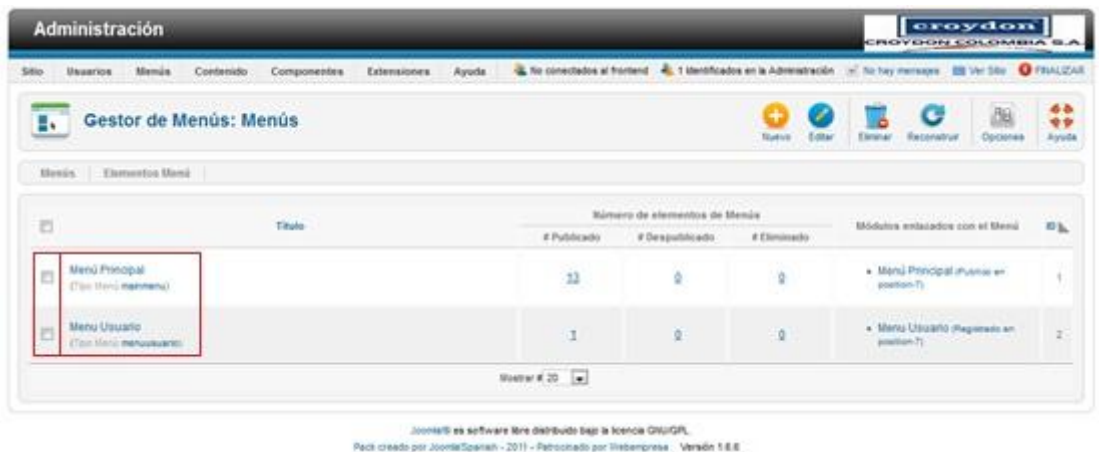 Administración
croydon
CROYDON COLOMBIA S.A.
Sitio Usuarios Menús Contenido Componentes Extensiones Ayuda No conectados al frontend 1 Identificados en la Administración No hay mensajes Ver Sitio FINALIZAR
Gestor de Menús: Menús
Nuevo Editar Eliminar Reconstruir Opciones Ayuda
Menús Elementos Menú
Título Número de elementos de Menús Módulos enlazados con el Menú ID
# Publicado # Despublicado # Eliminado
Menú Principal 13 0 0 • Menú Principal (Público en position-7) 1
(Tipo Menú mainmenu)
Menu Usuario 1 0 0 • Menu Usuario (Registrado en position-7) 2
(Tipo Menú menuusuario)
Mostrar # 20
Joomla!® es software libre distribuido bajo la licencia GNU/GPL.
Pack creado por JoomlaSpanish - 2011 - Patrocinado por Webempresa Versión 1.6.6